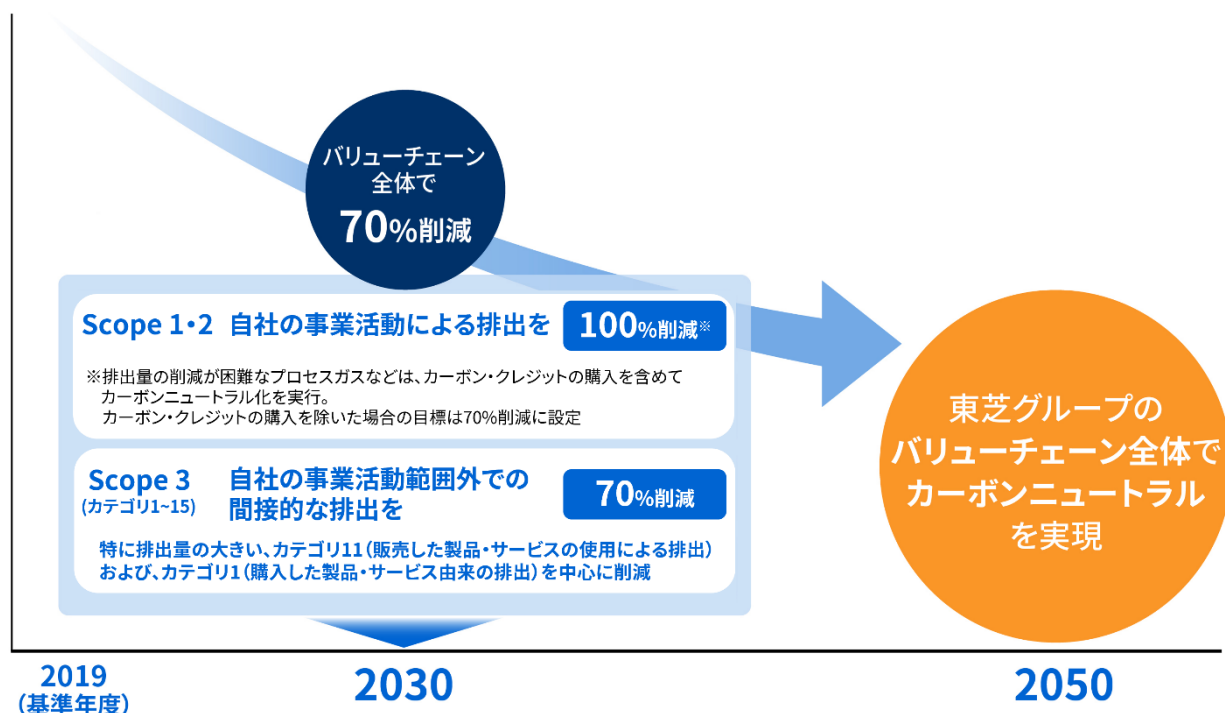 バリューチェーン
全体で
70%削減
Scope 1・2 自社の事業活動による排出を 100%削減※
※排出量の削減が困難なプロセスガスなどは、カーボン・クレジットの購入を含めて
カーボンニュートラル化を実行。
カーボン・クレジットの購入を除いた場合の目標は70%削減に設定
Scope 3
(カテゴリ1~15)
自社の事業活動範囲外での
間接的な排出を
70%削減
特に排出量の大きい、カテゴリ11(販売した製品・サービスの使用による排出)
および、カテゴリ1(購入した製品・サービス由来の排出)を中心に削減
東芝グループの
バリューチェーン全体で
カーボンニュートラル
を実現
2019
(基準年度)
2030
2050